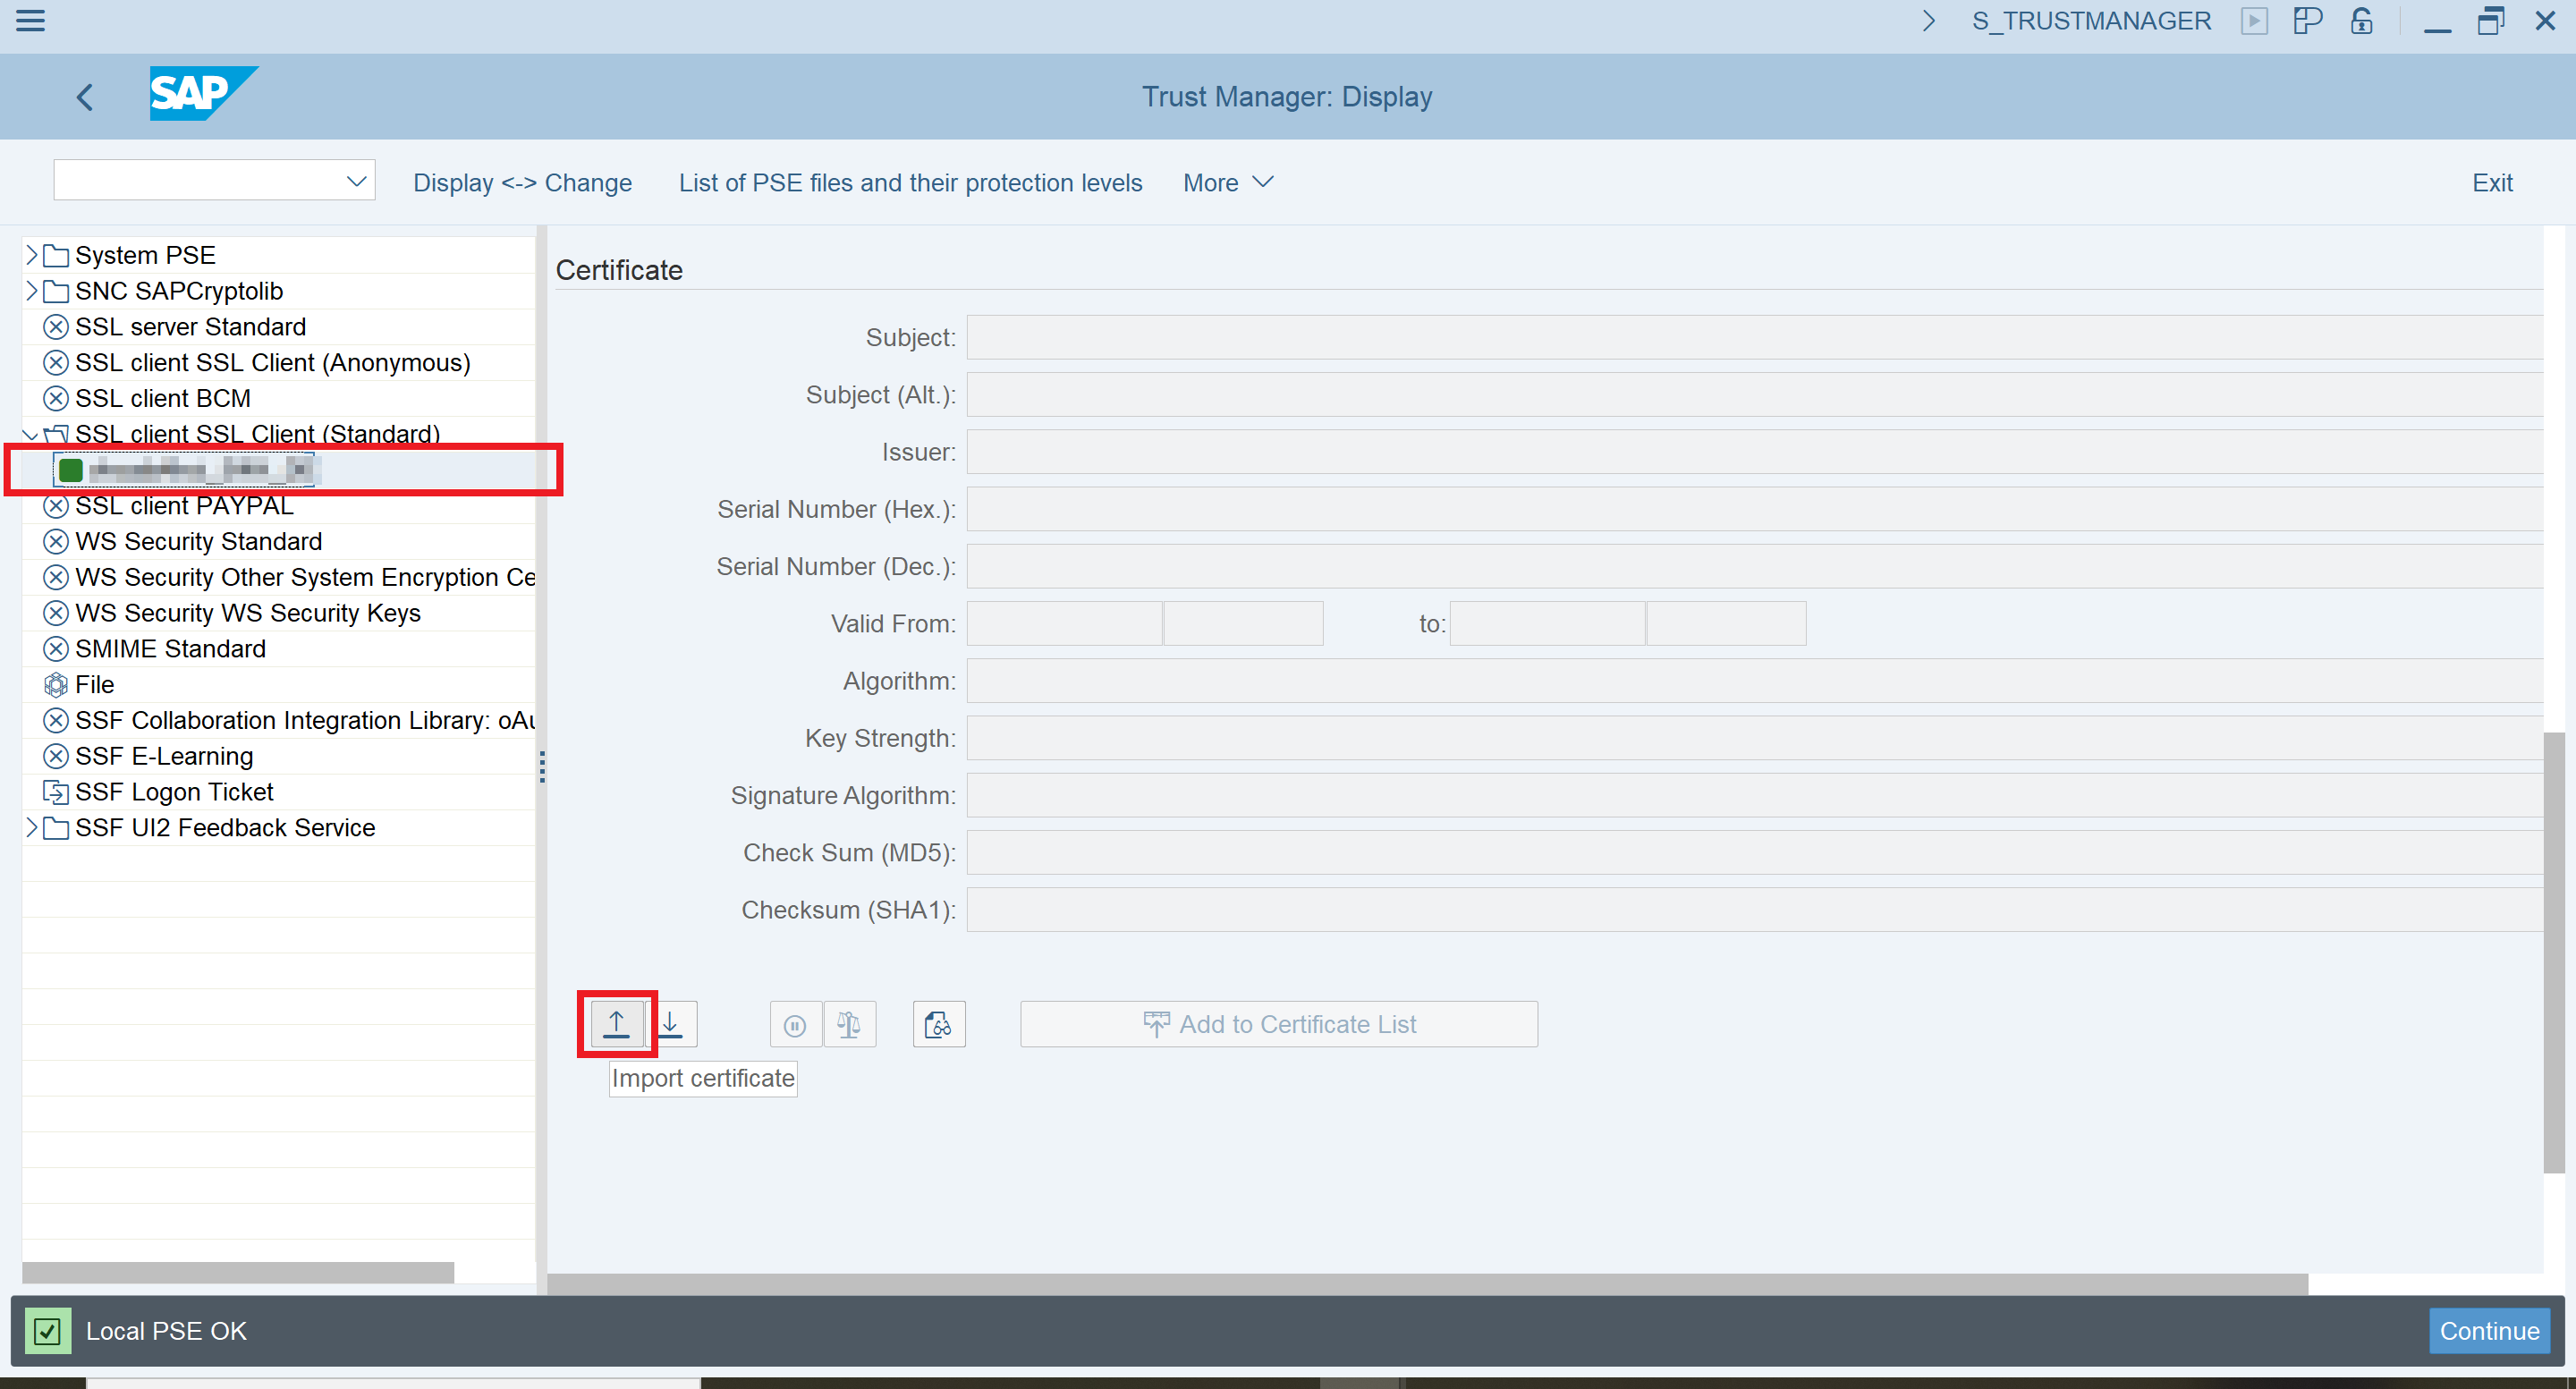 S_TRUSTMANAGER
SAP
Trust Manager: Display
Display <-> Change
List of PSE files and their protection levels
More
Exit
System PSE
SNC SAPCryptolib
SSL server Standard
SSL client SSL Client (Anonymous)
SSL client BCM
SSL client SSL Client (Standard)
SSL client PAYPAL
WS Security Standard
WS Security Other System Encryption Ce
WS Security WS Security Keys
SMIME Standard
File
SSF Collaboration Integration Library: oAu
SSF E-Learning
SSF Logon Ticket
SSF UI2 Feedback Service
Certificate
Subject:
Subject (Alt.):
Issuer:
Serial Number (Hex.):
Serial Number (Dec.):
Valid From:
to:
Algorithm:
Key Strength:
Signature Algorithm:
Check Sum (MD5):
Checksum (SHA1):
Add to Certificate List
Import certificate
Local PSE OK
Continue